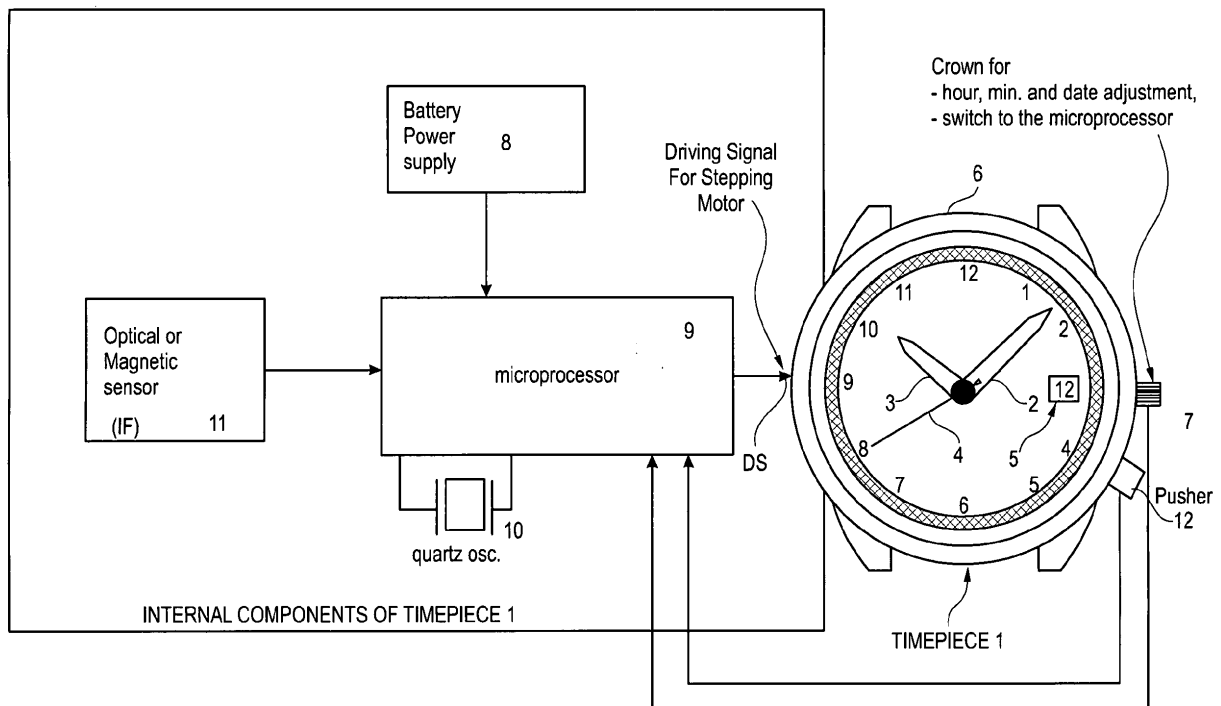 Battery
Power
supply
8
Optical or
Magnetic
sensor
(IF)
11
microprocessor
9
10
quartz osc.
INTERNAL COMPONENTS OF TIMEPIECE 1
Driving Signal
For Stepping
Motor
DS
Crown for
- hour, min. and date adjustment,
- switch to the microprocessor
6
12
1
2
12
4
5
6
7
8
9
10
11
3
2
4
5
7
Pusher
12
TIMEPIECE 1